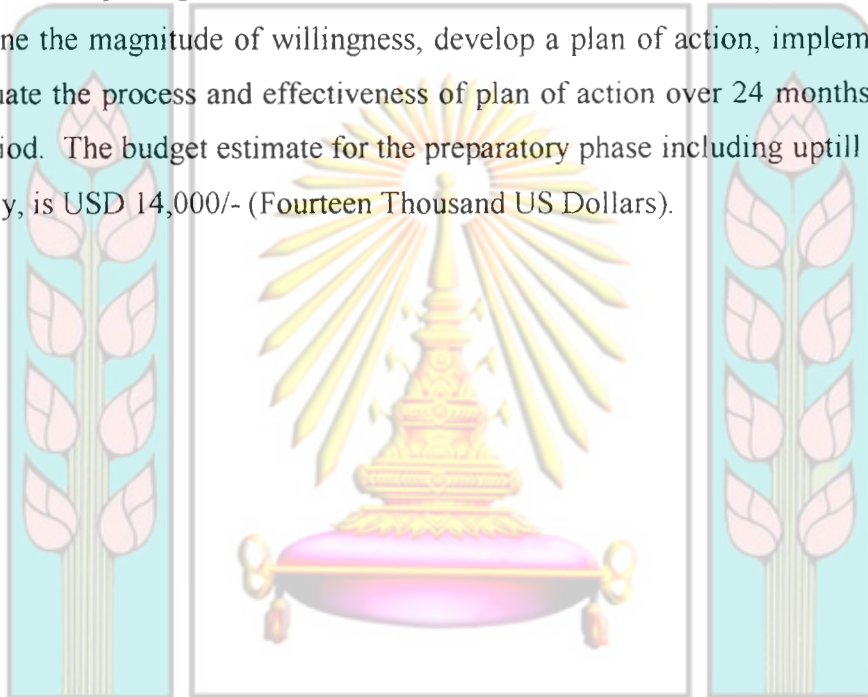 ne the magnitude of willingness, develop a plan of action, implem
uate the process and effectiveness of plan of action over 24 months
iod. The budget estimate for the preparatory phase including uptill
y, is USD 14,000/- (Fourteen Thousand US Dollars).